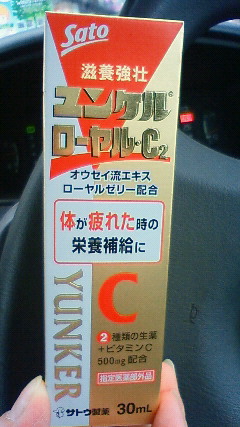 Sato
滋養強壮
ユンケル®
ローヤル・C₂
オウセイ流エキス
ローヤルゼリー配合
体が疲れた時の
栄養補給に
YUNKER
C
2種類の生薬
+ビタミンC
500mg配合
指定医薬部外品
サトウ製薬
30mL